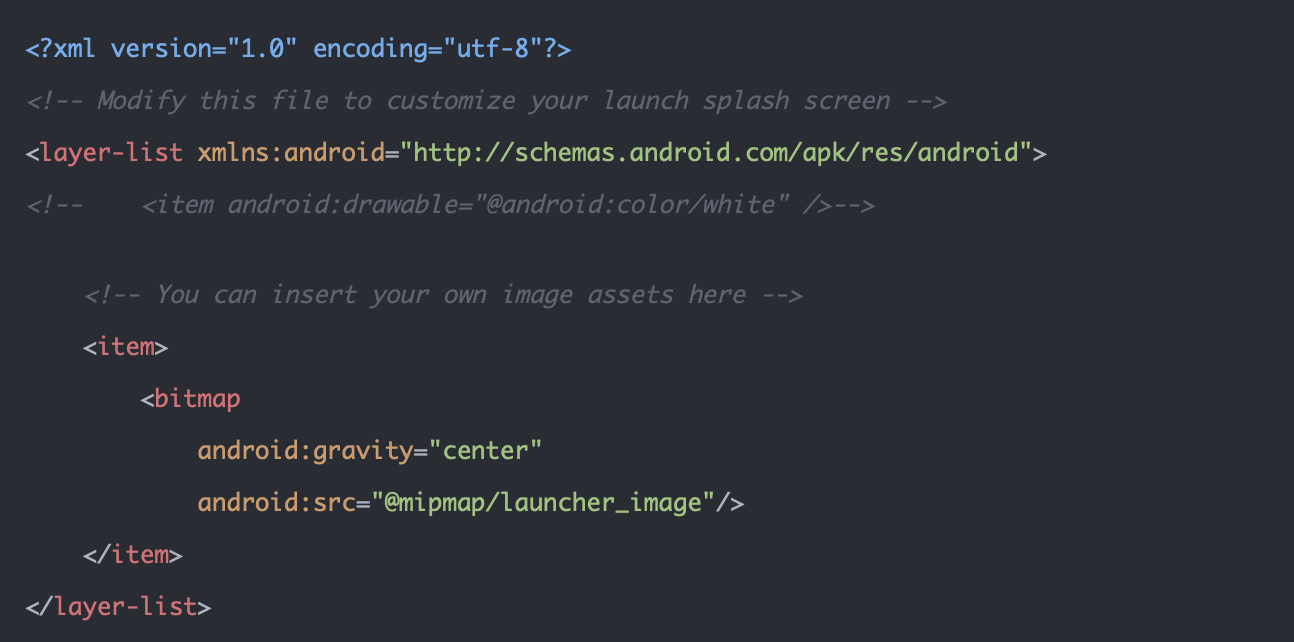 <?xml version="1.0" encoding="utf-8"?>
<!-- Modify this file to customize your launch splash screen -->
<layer-list xmlns:android="http://schemas.android.com/apk/res/android">
<!--    <item android:drawable="@android:color/white" />-->
    <!-- You can insert your own image assets here -->
    <item>
        <bitmap
            android:gravity="center"
            android:src="@mipmap/launcher_image"/>
    </item>
</layer-list>